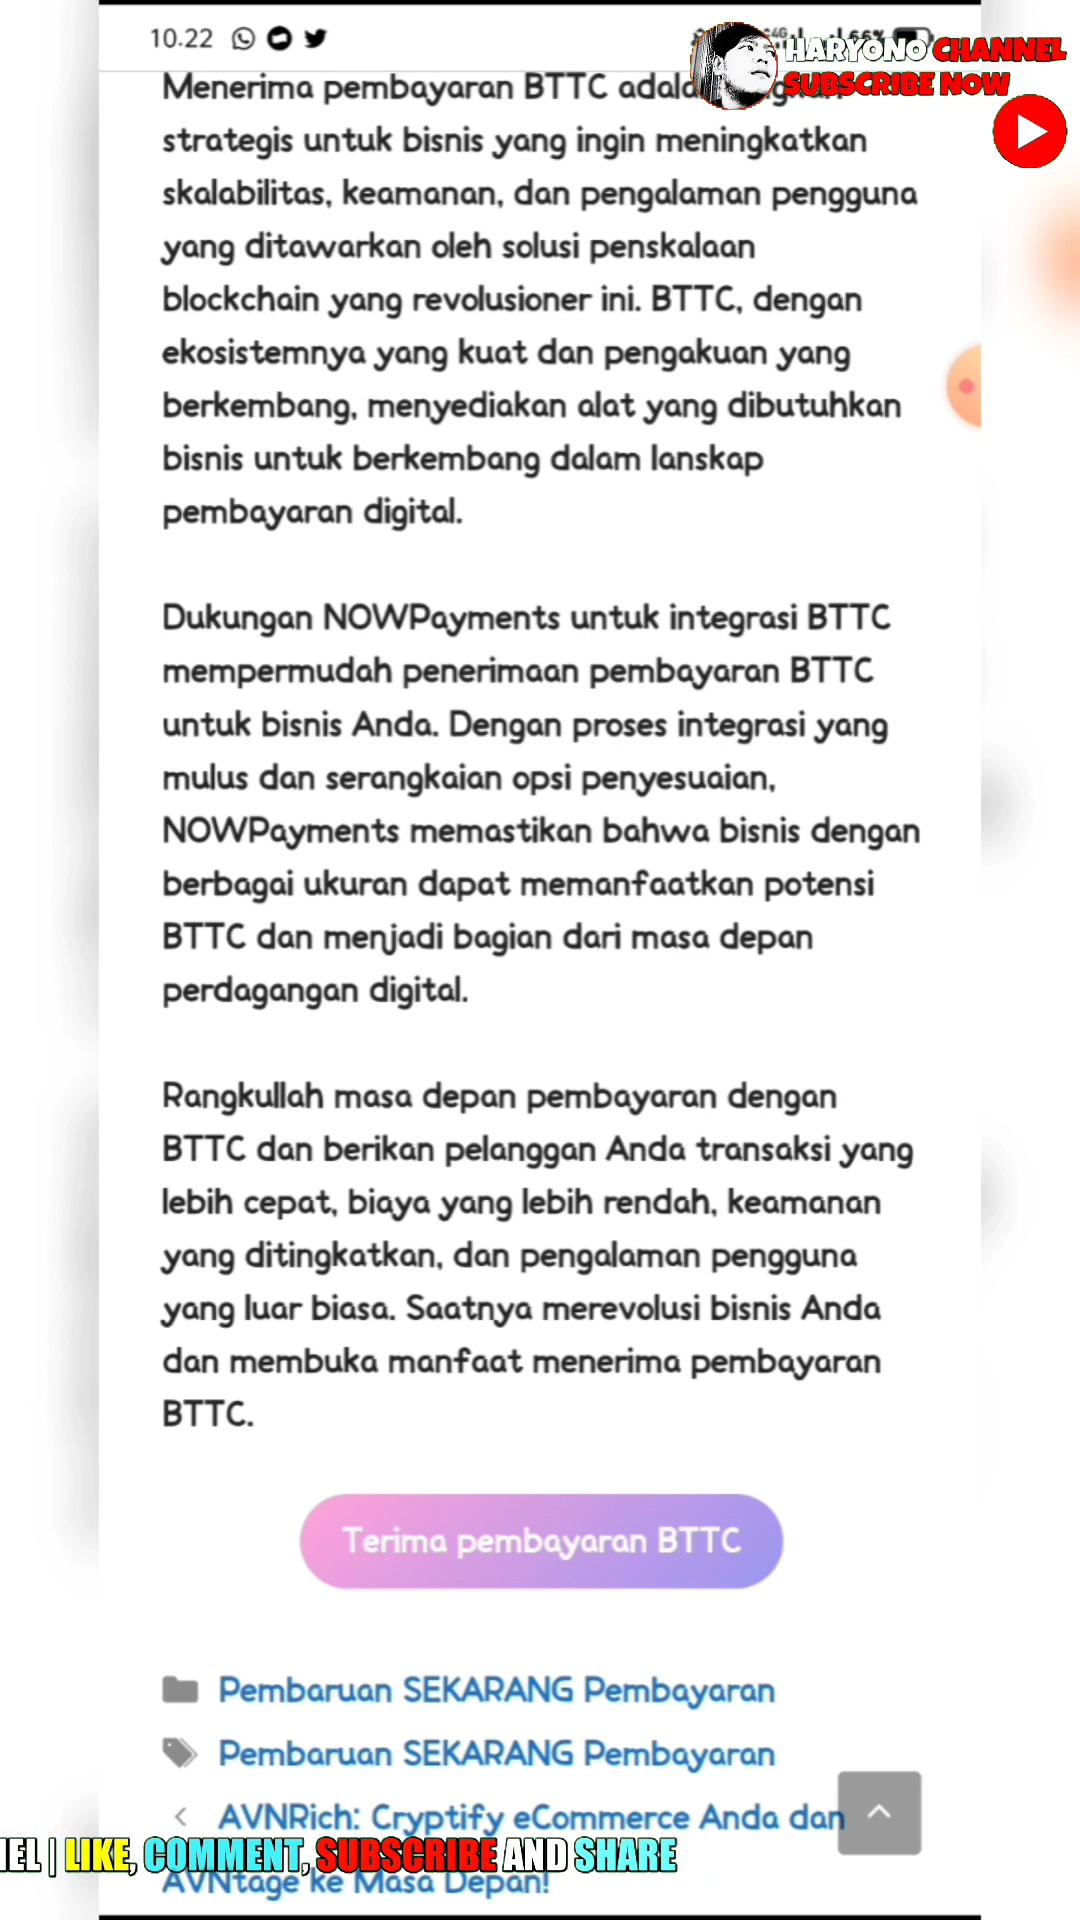 10.22
66%
HARYONO CHANNEL
SUBSCRIBE NOW
Menerima pembayaran BTTC
strategis untuk bisnis yang ingin meningkatkan
skalabilitas, keamanan, dan pengalaman pengguna
yang ditawarkan oleh solusi penskalaan
blockchain yang revolusioner ini. BTTC, dengan
ekosistemnya yang kuat dan pengakuan yang
berkembang, menyediakan alat yang dibutuhkan
bisnis untuk berkembang dalam lanskap
pembayaran digital.
Dukungan NOWPayments untuk integrasi BTTC
mempermudah penerimaan pembayaran BTTC
untuk bisnis Anda. Dengan proses integrasi yang
mulus dan serangkaian opsi penyesuaian,
NOWPayments memastikan bahwa bisnis dengan
berbagai ukuran dapat memanfaatkan potensi
BTTC dan menjadi bagian dari masa depan
perdagangan digital.
Rangkullah masa depan pembayaran dengan
BTTC dan berikan pelanggan Anda transaksi yang
lebih cepat, biaya yang lebih rendah, keamanan
yang ditingkatkan, dan pengalaman pengguna
yang luar biasa. Saatnya merevolusi bisnis Anda
dan membuka manfaat menerima pembayaran
BTTC.
Terima pembayaran BTTC
Pembaruan SEKARANG Pembayaran
Pembaruan SEKARANG Pembayaran
AVNRich: Cryptify eCommerce Anda dan
| LIKE, COMMENT, SUBSCRIBE AND SHARE
AVNtage ke Masa Depan!